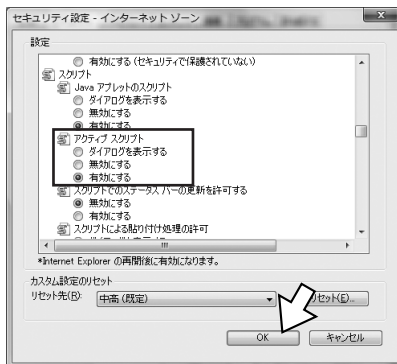 セキュリティ設定 - インターネット ゾーン
設定
有効にする (セキュリティで保護されていない)
スクリプト
Java アプレットのスクリプト
ダイアログを表示する
無効にする
有効にする
アクティブ スクリプト
ダイアログを表示する
無効にする
有効にする
スクリプトでのステータス バーの更新を許可する
無効にする
有効にする
スクリプトによる貼り付け処理の許可
*Internet Explorer の再開後に有効になります。
カスタム設定のリセット
リセット先(R):
中高 (既定)
セット(E)...
OK
キャンセル